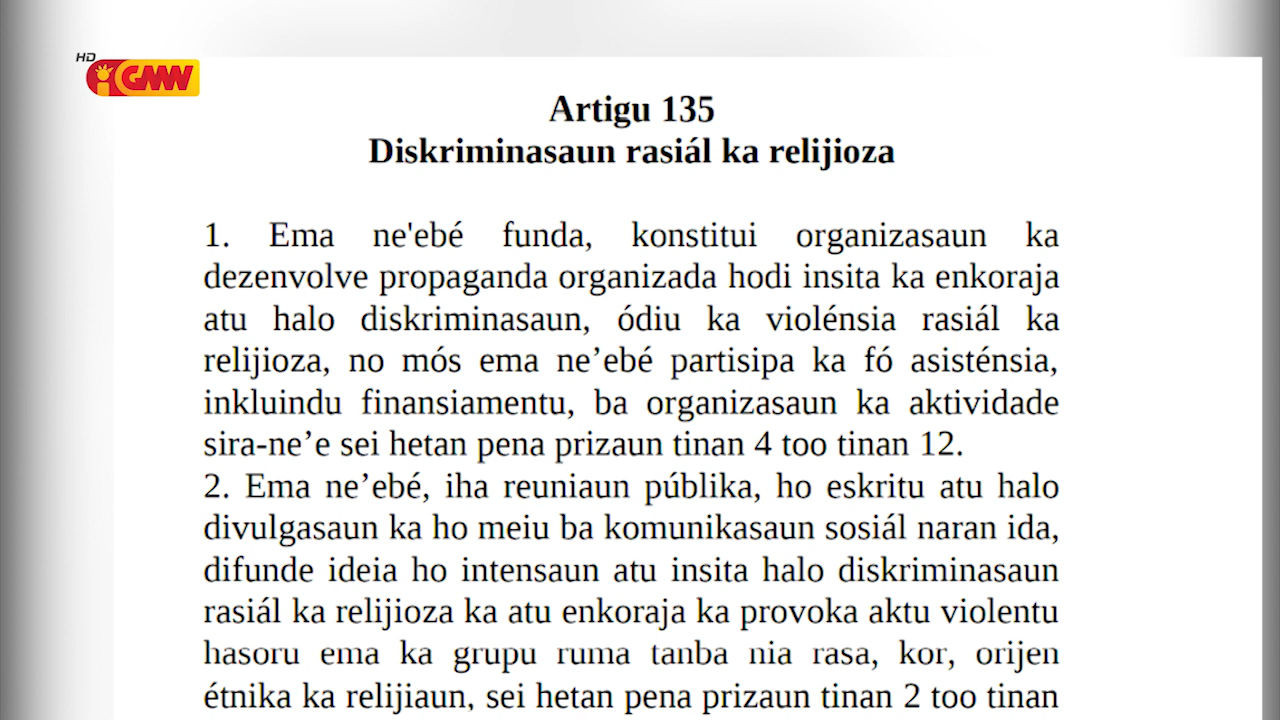 HD
GMN
Artigu 135
Diskriminasaun rasiál ka relijioza
1. Ema ne'ebé funda, konstitui organizasaun ka
dezenvolve propaganda organizada hodi insita ka enkoraja
atu halo diskriminasaun, ódiu ka violénsia rasiál ka
relijioza, no mós ema ne’ebé partisipa ka fó asisténsia,
inkluindu finansiamentu, ba organizasaun ka aktividade
sira-ne’e sei hetan pena prizaun tinan 4 too tinan 12.
2. Ema ne’ebé, iha reuniaun públika, ho eskritu atu halo
divulgasaun ka ho meiu ba komunikasaun sosiál naran ida,
difunde ideia ho intensaun atu insita halo diskriminasaun
rasiál ka relijioza ka atu enkoraja ka provoka aktu violentu
hasoru ema ka grupu ruma tanba nia rasa, kor, orijen
étnika ka relijiaun, sei hetan pena prizaun tinan 2 too tinan